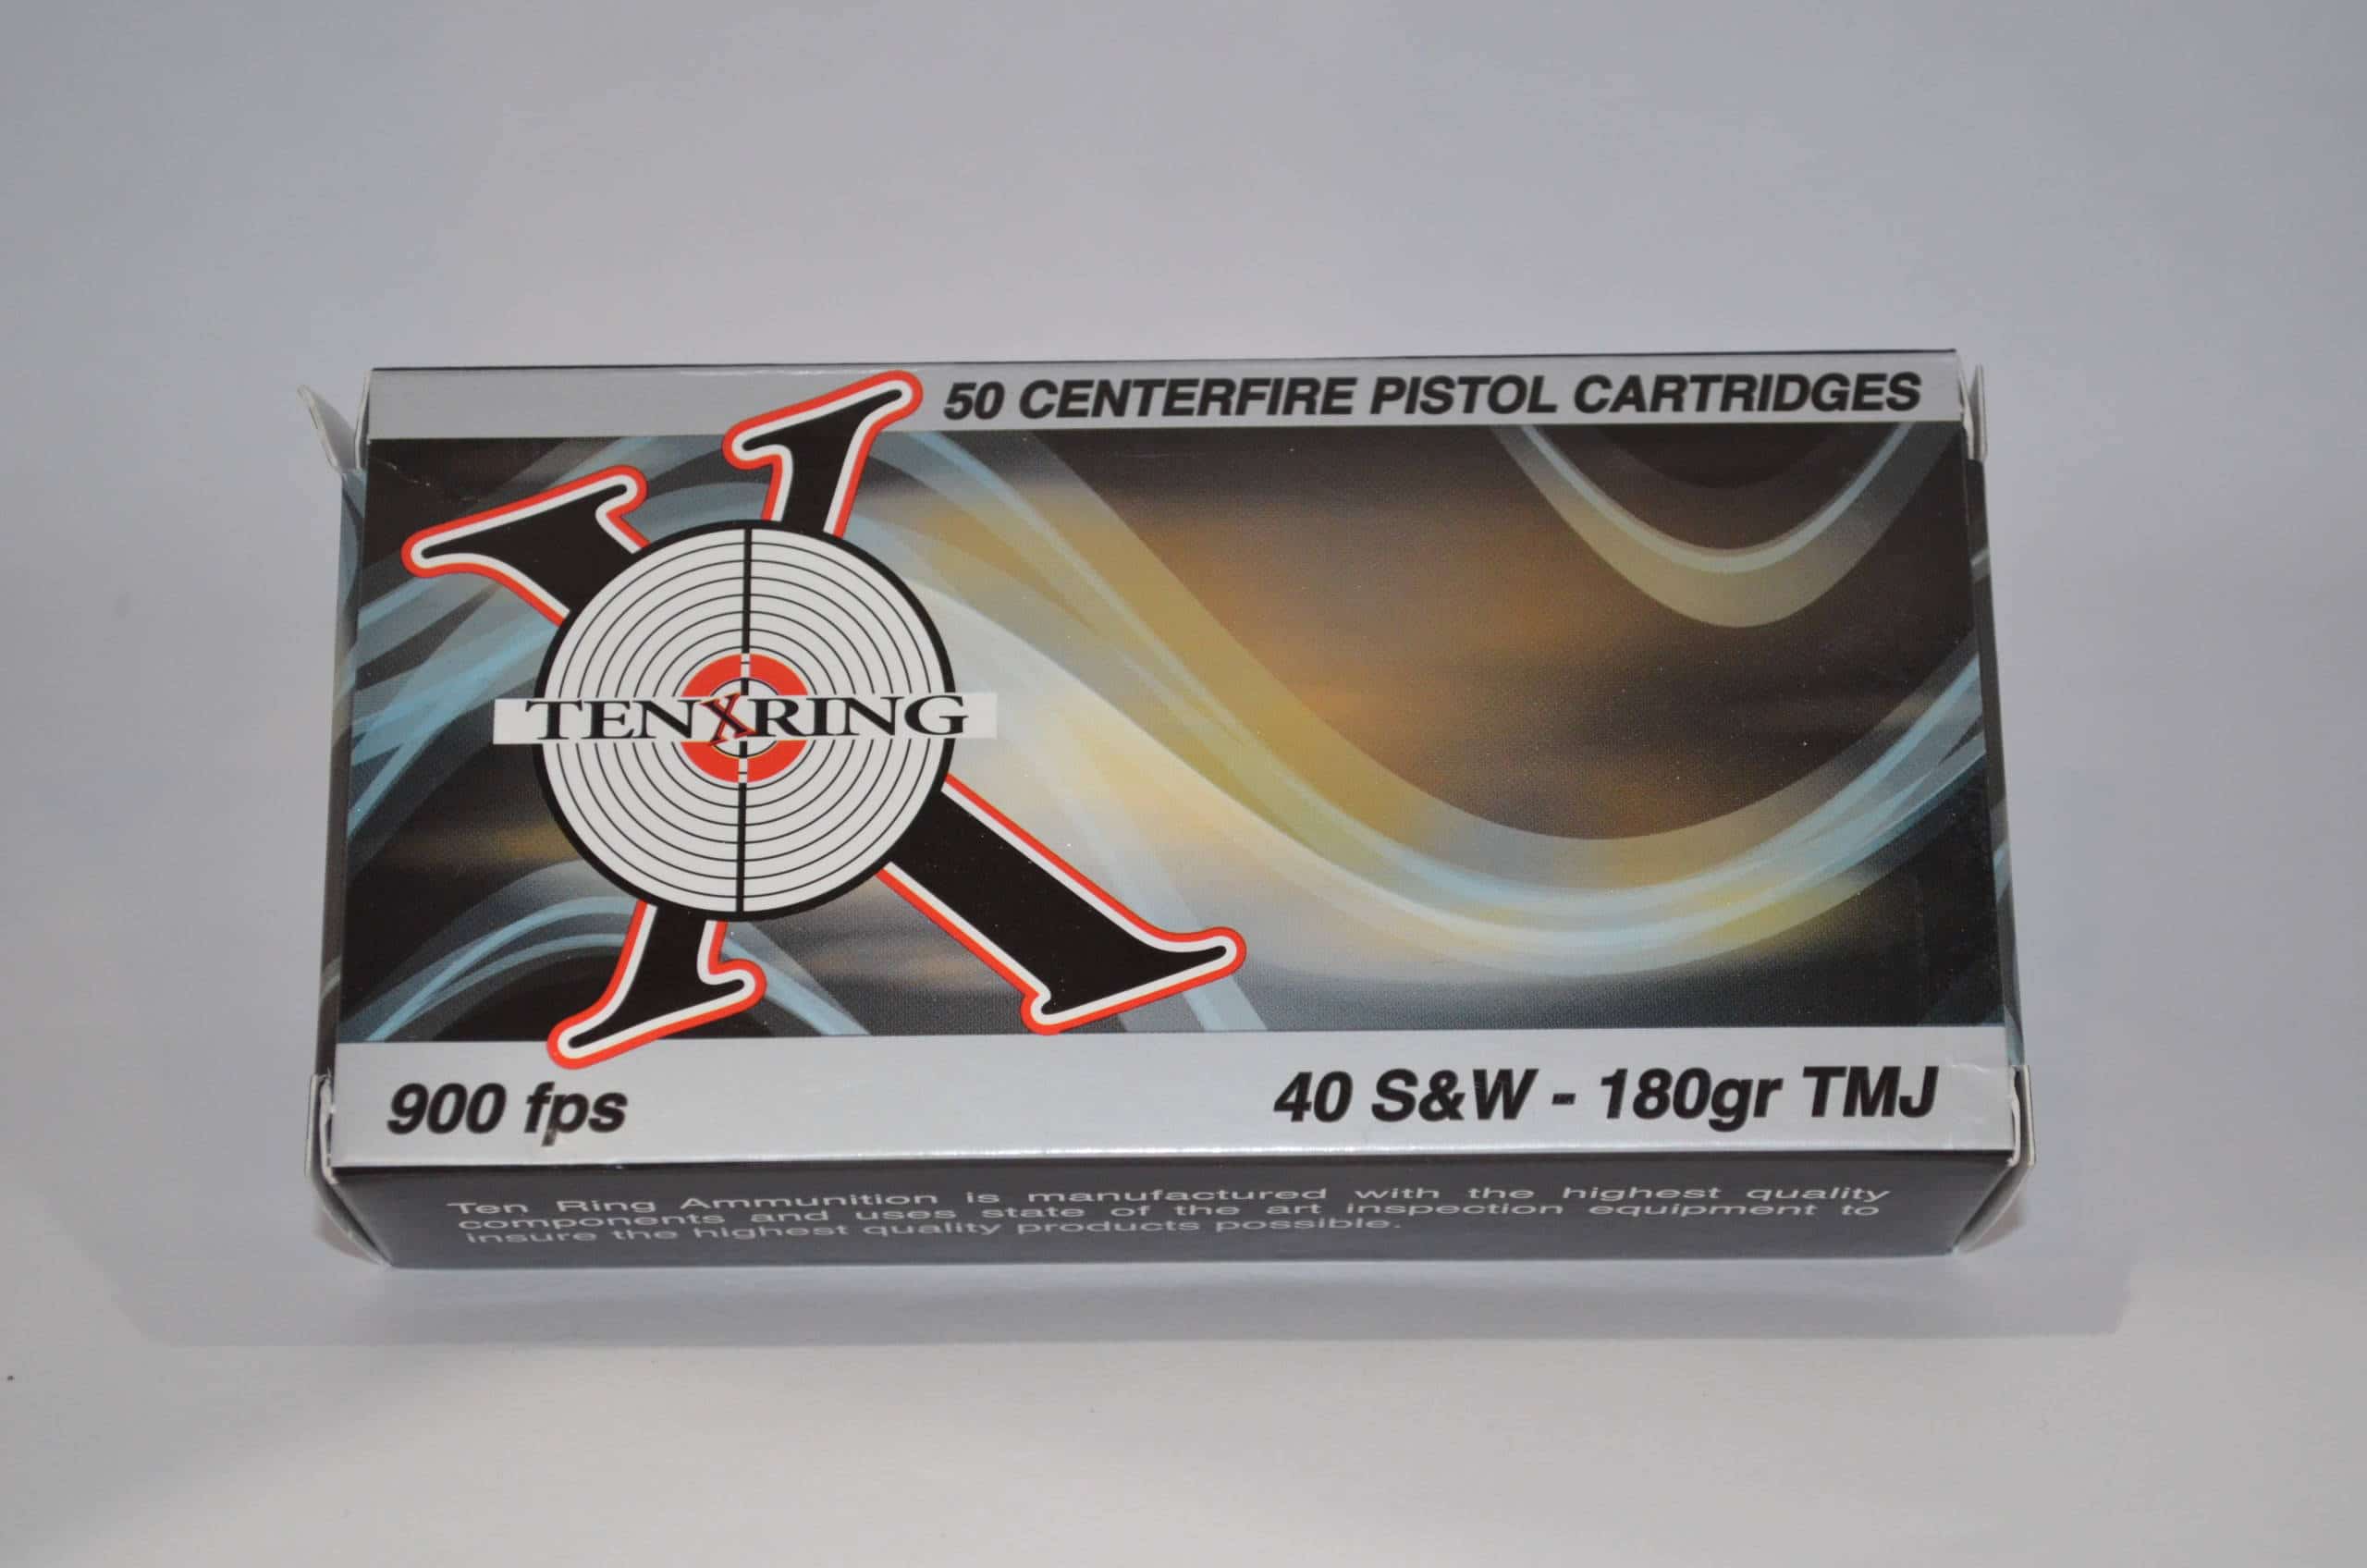 50 CENTERFIRE PISTOL CARTRIDGES
TENXRING
900 fps
40 S&W - 180gr TMJ
Ten Ring Ammunition is manufactured with the highest quality
components and uses state of the art inspection equipment to
insure the highest quality products possible.